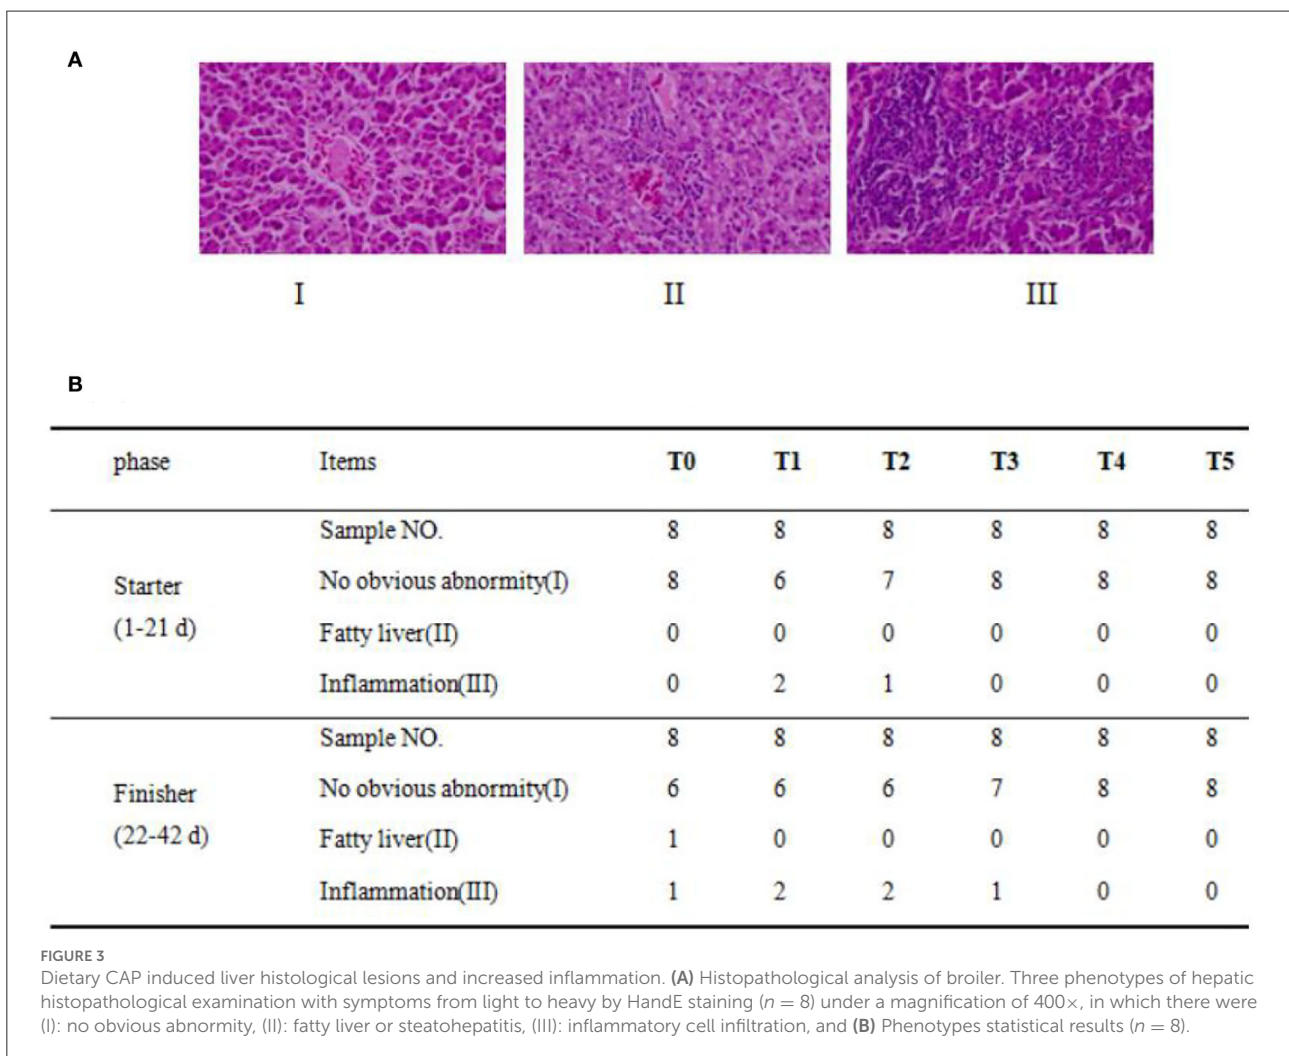 A
I II III
B
phase Items T0 T1 T2 T3 T4 T5
Sample NO. 8 8 8 8 8 8
Starter
(1-21 d)
No obvious abnormity(I) 8 6 7 8 8 8
Fatty liver(II) 0 0 0 0 0 0
Inflammation(III) 0 2 1 0 0 0
Sample NO. 8 8 8 8 8 8
Finisher
(22-42 d)
No obvious abnormity(I) 6 6 6 7 8 8
Fatty liver(II) 1 0 0 0 0 0
Inflammation(III) 1 2 2 1 0 0
FIGURE 3
Dietary CAP induced liver histological lesions and increased inflammation. (A) Histopathological analysis of broiler. Three phenotypes of hepatic
histopathological examination with symptoms from light to heavy by HandE staining (n = 8) under a magnification of 400×, in which there were
(I): no obvious abnormity, (II): fatty liver or steatohepatitis, (III): inflammatory cell infiltration, and (B) Phenotypes statistical results (n = 8).